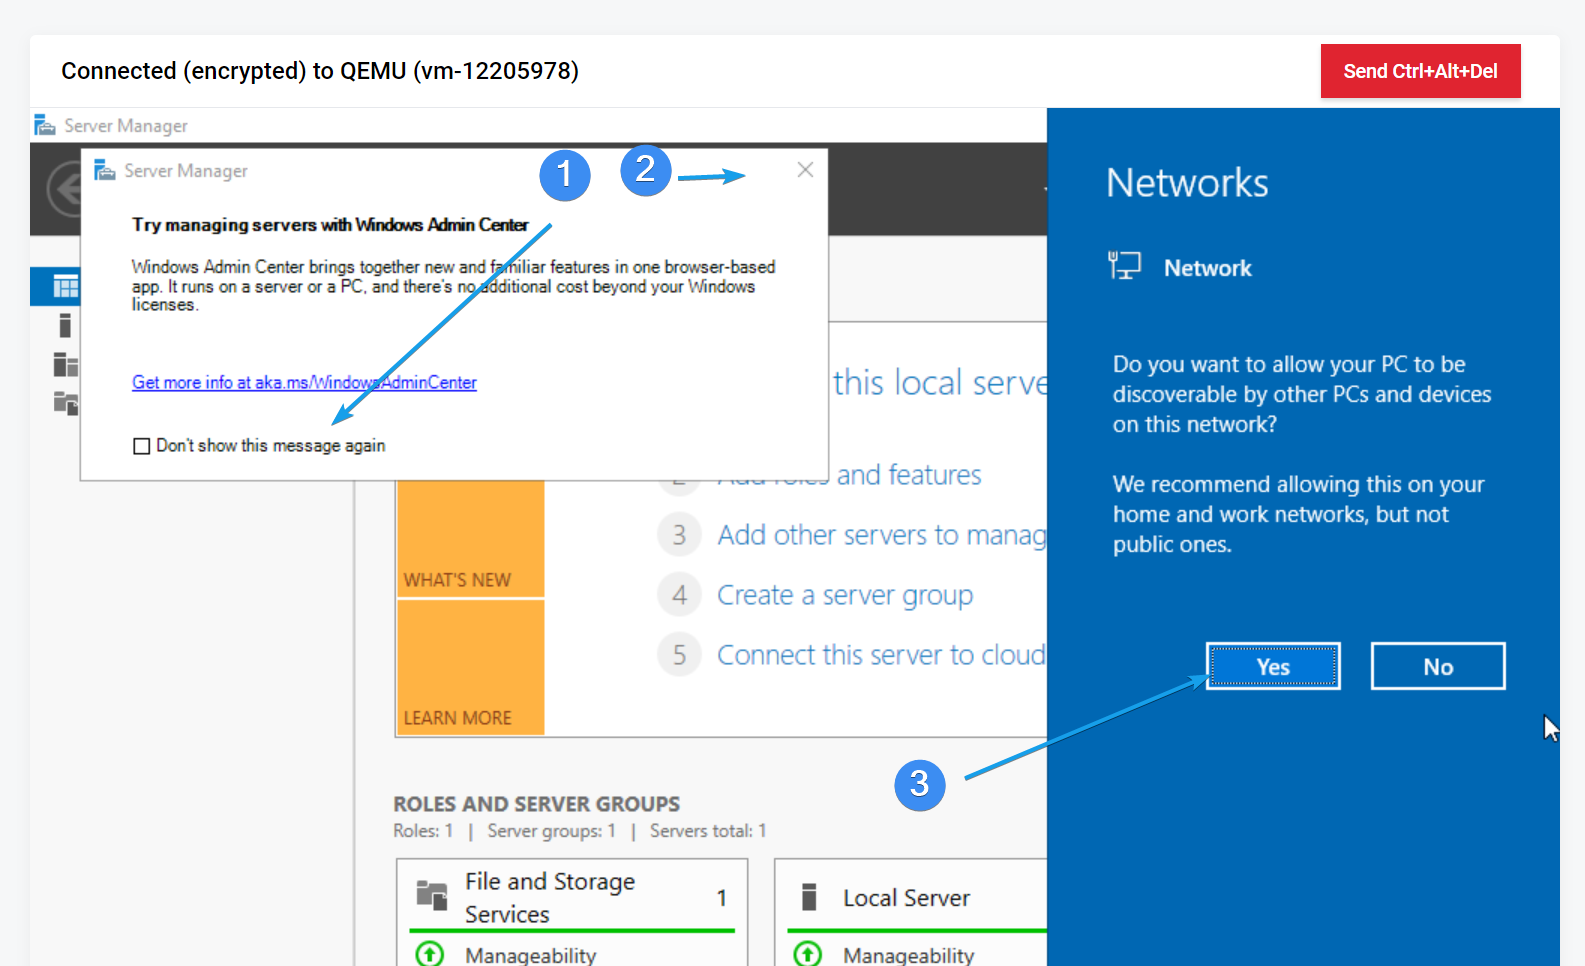 Connected (encrypted) to QEMU (vm-12205978)
Send Ctrl+Alt+Del
Server Manager
Server Manager
1
2
Try managing servers with Windows Admin Center
Windows Admin Center brings together new and familiar features in one browser-based
app. It runs on a server or a PC, and there's no additional cost beyond your Windows
licenses.
Get more info at aka.ms/WindowsAdminCenter
Don't show this message again
this local serve
2 Add roles and features
3 Add other servers to manag
4 Create a server group
5 Connect this server to cloud
WHAT'S NEW
LEARN MORE
ROLES AND SERVER GROUPS
Roles: 1 | Server groups: 1 | Servers total: 1
File and Storage
Services
1
Manageability
Local Server
Manageability
Networks
Network
Do you want to allow your PC to be
discoverable by other PCs and devices
on this network?
We recommend allowing this on your
home and work networks, but not
public ones.
Yes
No
3